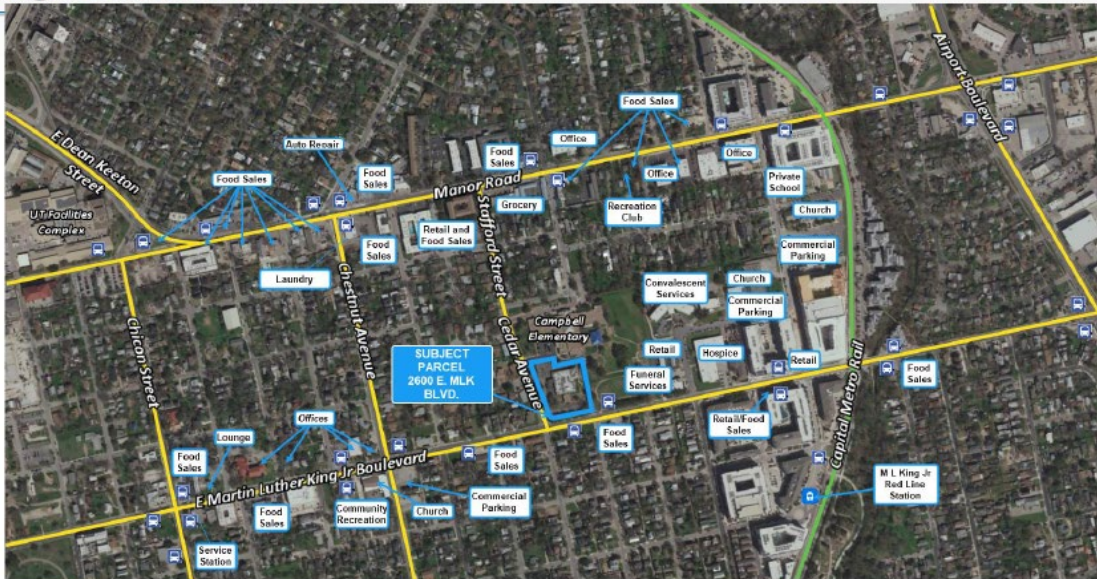 Airport Boulevard
Food Sales
E Dean Keeton
Street
Auto Repair
Office
Food
Sales
Office
Food
Sales
Manor Road
Office
Private
School
Food Sales
UT Facilities
Complex
Grocery
Recreation
Club
Church
Retail and
Food Sales
Stafford Street
Food
Sales
Commercial
Parking
Laundry
Church
Convalescent
Services
Commercial
Parking
Chestnut Avenue
Chicon Street
Cedar Avenue
Campbell
Elementary
SUBJECT
PARCEL
2600 E. MLK
BLVD.
Retail
Hospice
Retail
Funeral
Services
Food
Sales
Capital Metro Rail
Offices
Retail/Food
Sales
Lounge
Food
Sales
Food
Sales
Food
Sales
E Martin Luther King Jr Boulevard
M L King Jr
Red Line
Station
Commercial
Parking
Food
Sales
Community
Recreation
Church
Service
Station